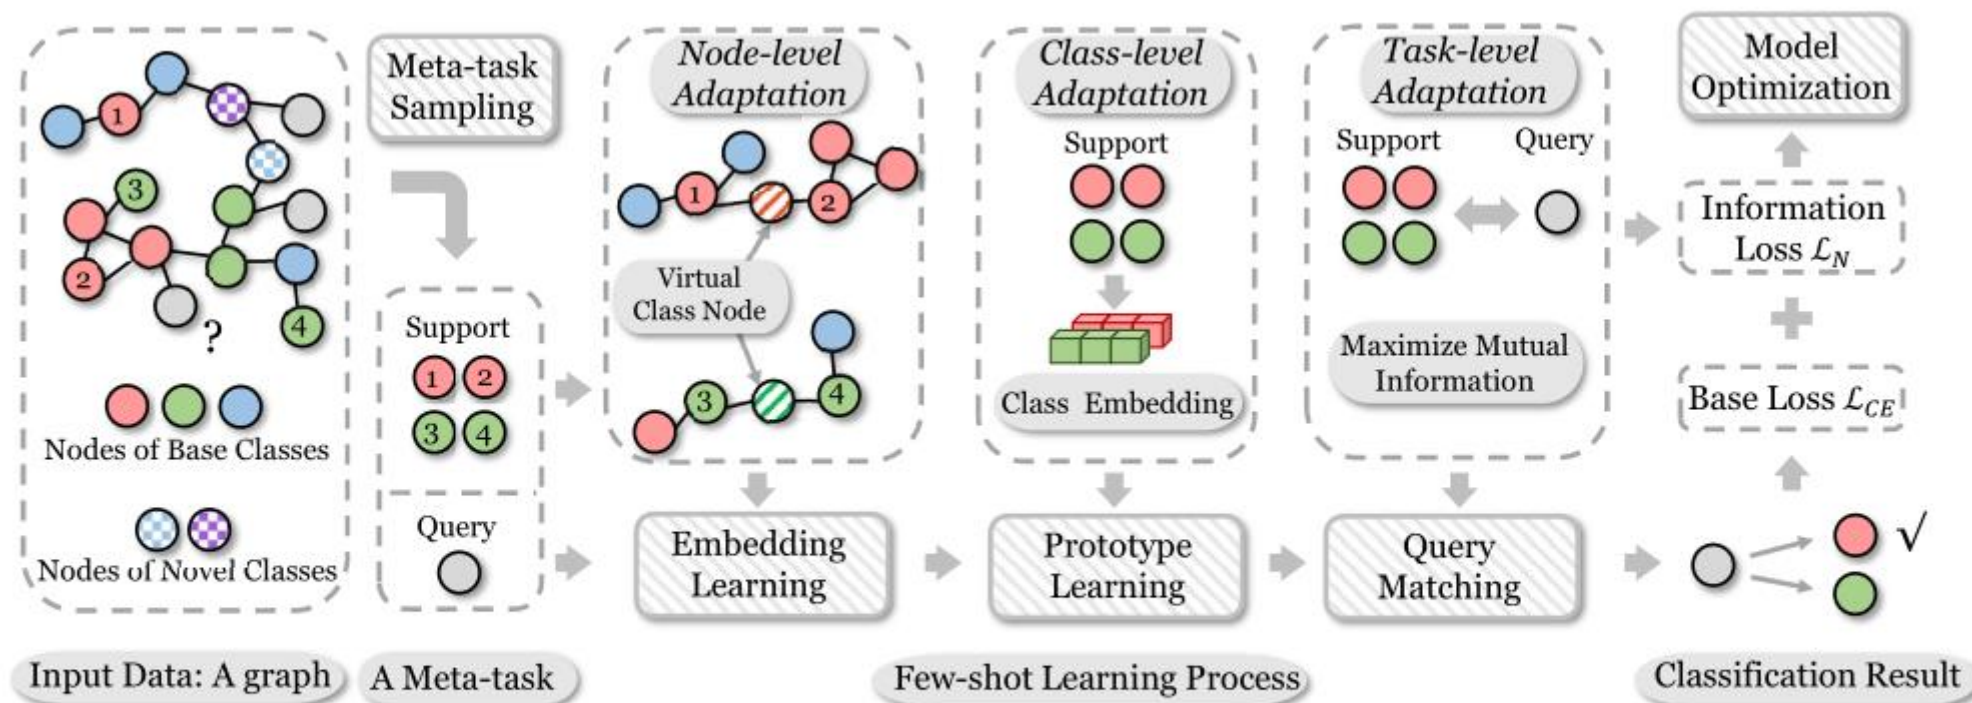 1
3
2
4
?
Nodes of Base Classes
Nodes of Novel Classes
Input Data: A graph
Meta-task
Sampling
Support
1 2
3 4
Query
A Meta-task
Node-level
Adaptation
1
2
Virtual
Class Node
3
4
Embedding
Learning
Class-level
Adaptation
Support
Class Embedding
Prototype
Learning
Task-level
Adaptation
Support Query
Maximize Mutual
Information
Query
Matching
Few-shot Learning Process
Model
Optimization
Information
Loss ℒ_N
+
Base Loss ℒ_CE
√
Classification Result